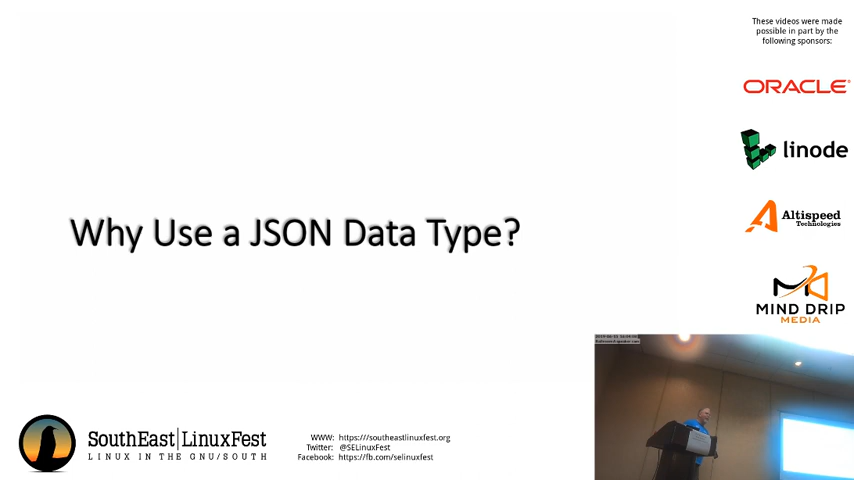 These videos were made
possible in part by the
following sponsors:
ORACLE
linode
Altispeed
Technologies
MIND DRIP
MEDIA
Why Use a JSON Data Type?
SouthEast|LinuxFest
LINUX IN THE GNU/SOUTH
WWW: https:///southeastlinuxfest.org
Twitter: @SELinuxFest
Facebook: https://fb.com/selinuxfest